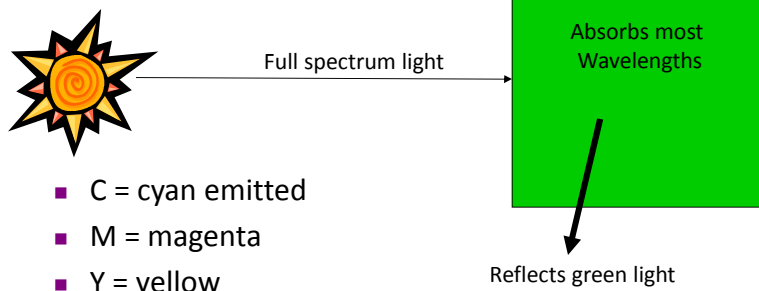 Absorbs most
Wavelengths
Full spectrum light
C = cyan emitted
M = magenta
Y = yellow
Reflects green light